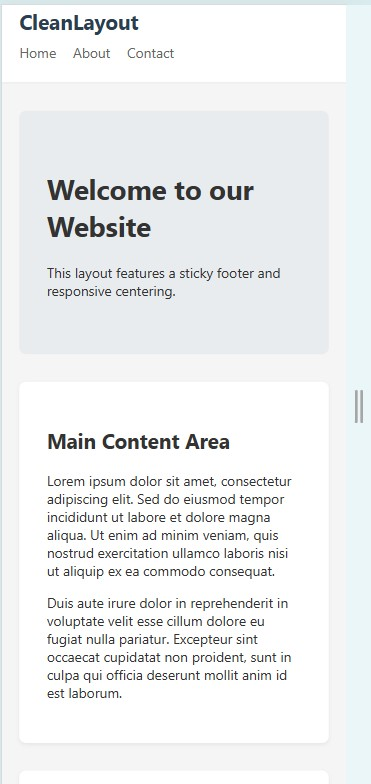 CleanLayout
Home About Contact
Welcome to our
Website
This layout features a sticky footer and
responsive centering.
Main Content Area
Lorem ipsum dolor sit amet, consectetur
adipiscing elit. Sed do eiusmod tempor
incididunt ut labore et dolore magna
aliqua. Ut enim ad minim veniam, quis
nostrud exercitation ullamco laboris nisi
ut aliquip ex ea commodo consequat.
Duis aute irure dolor in reprehenderit in
voluptate velit esse cillum dolore eu
fugiat nulla pariatur. Excepteur sint
occaecat cupidatat non proident, sunt in
culpa qui officia deserunt mollit anim id
est laborum.